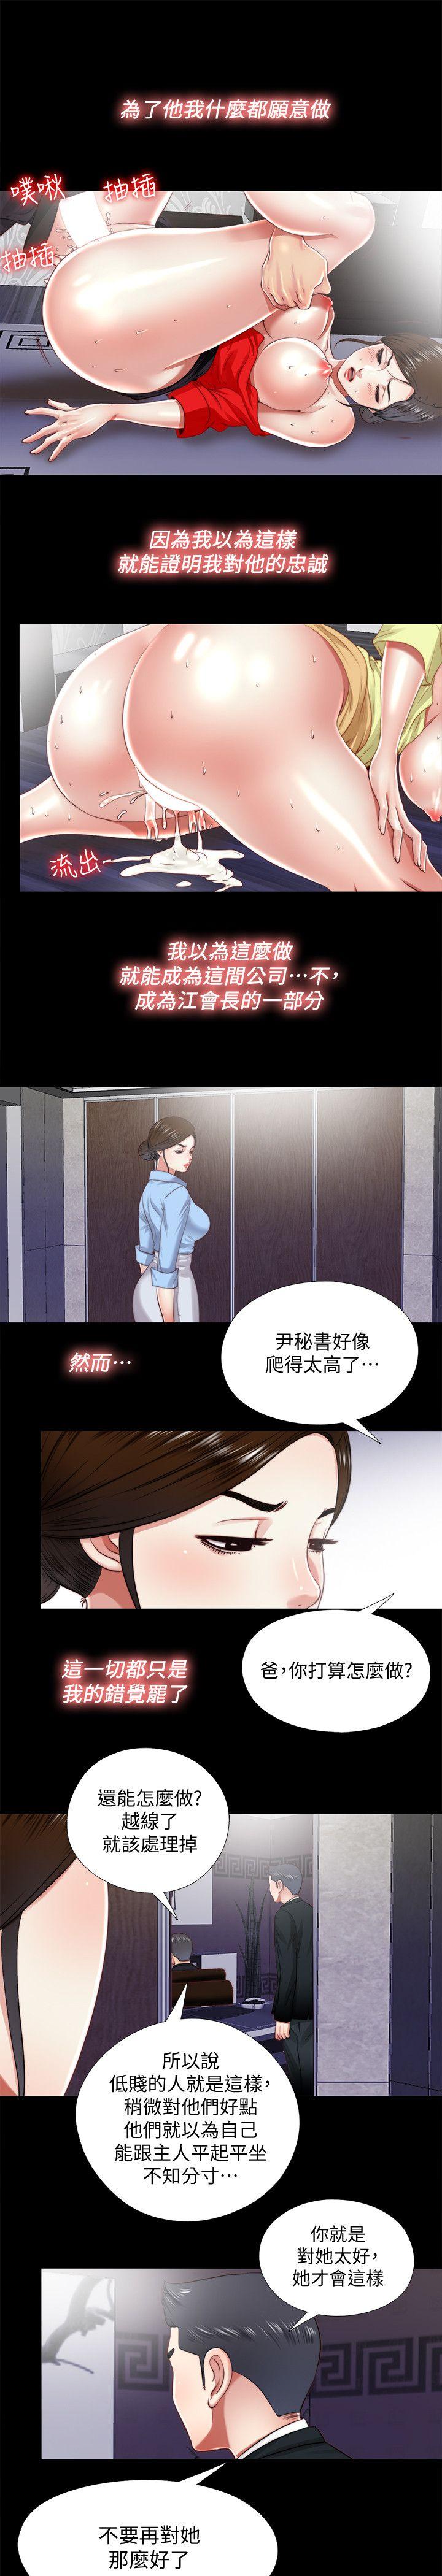 為了他我什麼都願意做
噗啾
抽插
抽插
因為我以為這樣
就能證明我對他的忠誠
流出~
我以為這麼做
就能成為這間公司…不，
成為江會長的一部分
尹秘書好像
爬得太高了…
然而…
爸，你打算怎麼做?
這一切都只是
我的錯覺罷了
還能怎麼做?
越線了
就該處理掉
所以說
低賤的人就是這樣，
稍微對他們好點
他們就以為自己
能跟主人平起平坐
不知分寸…
你就是
對她太好，
她才會這樣
不要再對她
那麼好了